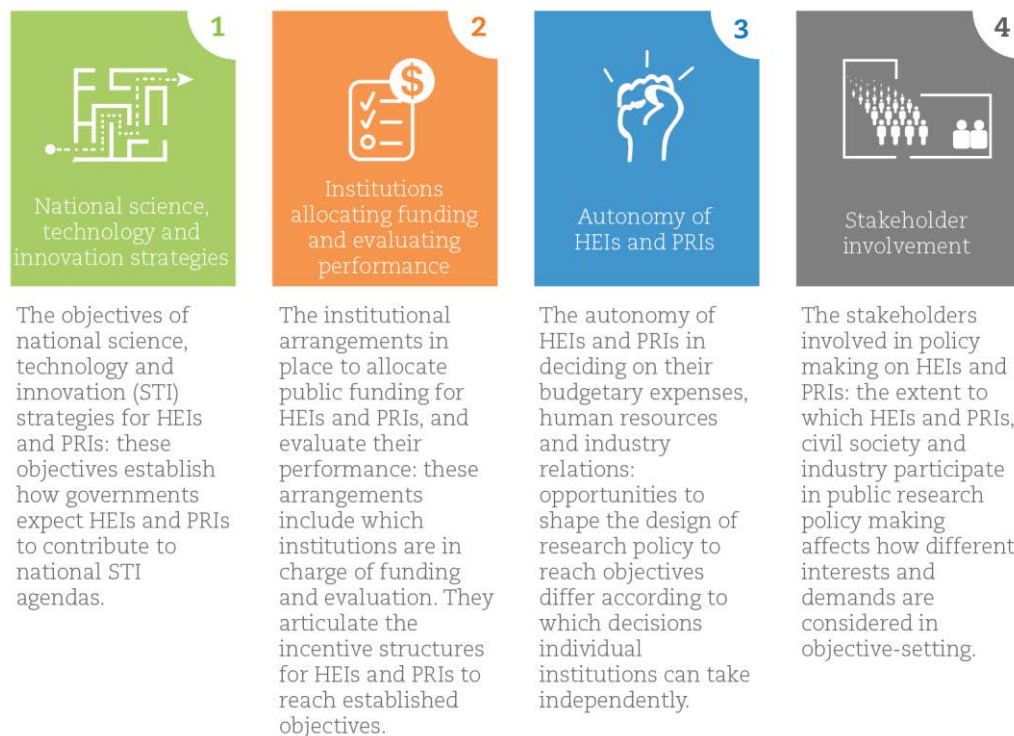 1
National science,
technology and
innovation strategies
The objectives of
national science,
technology and
innovation (STI)
strategies for HEIs
and PRIs: these
objectives establish
how governments
expect HEIs and PRIs
to contribute to
national STI
agendas.
2
$
Institutions
allocating funding
and evaluating
performance
The institutional
arrangements in
place to allocate
public funding for
HEIs and PRIs, and
evaluate their
performance: these
arrangements
include which
institutions are in
charge of funding
and evaluation. They
articulate the
incentive structures
for HEIs and PRIs to
reach established
objectives.
3
Autonomy of
HEIs and PRIs
The autonomy of
HEIs and PRIs in
deciding on their
budgetary expenses,
human resources
and industry
relations:
opportunities to
shape the design of
research policy to
reach objectives
differ according to
which decisions
individual
institutions can take
independently.
4
Stakeholder
involvement
The stakeholders
involved in policy
making on HEIs and
PRIs: the extent to
which HEIs and PRIs,
civil society and
industry participate
in public research
policy making
affects how different
interests and
demands are
considered in
objective-setting.